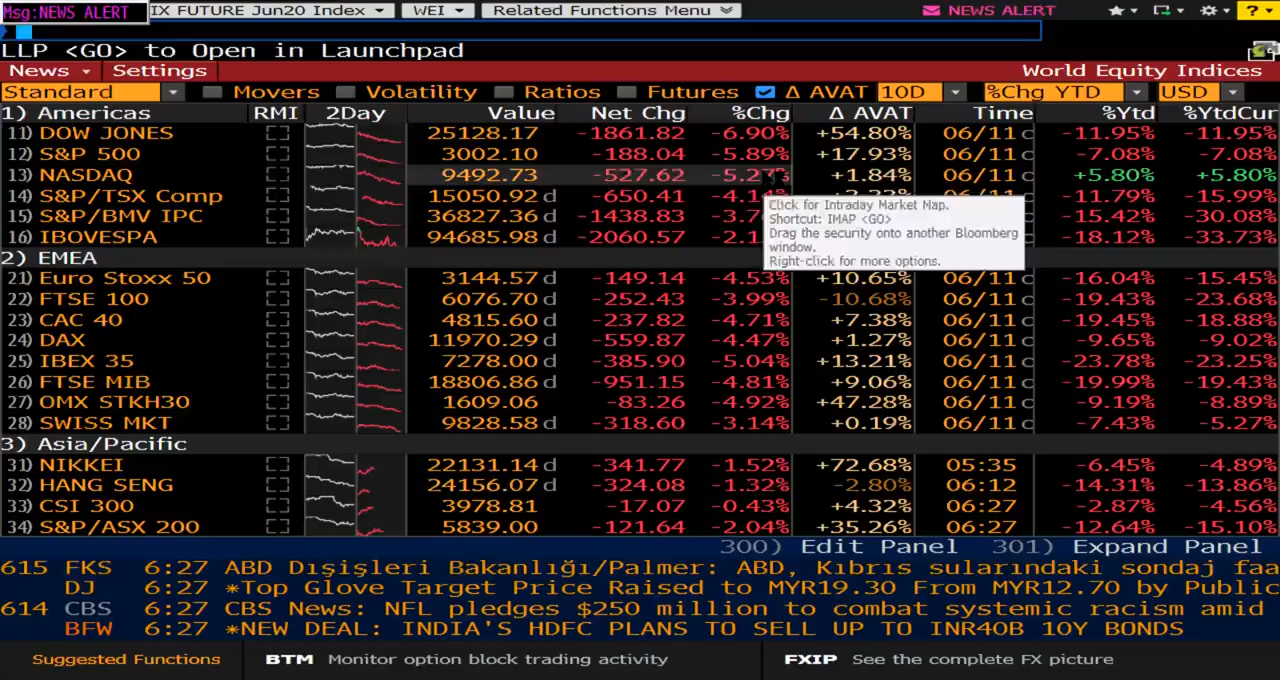 Msg:NEWS ALERT IX FUTURE Jun20 Index WEI Related Functions Menu NEWS ALERT ?
LLP <GO> to Open in Launchpad
News Settings World Equity Indices
Standard Movers Volatility Ratios Futures Δ AVAT 10D %Chg YTD USD
1) Americas RMI 2Day Value Net Chg %Chg Δ AVAT Time %Ytd %YtdCur
11) DOW JONES 25128.17 -1861.82 -6.90% +54.80% 06/11 c -11.95% -11.95%
12) S&P 500 3002.10 -188.04 -5.89% +17.93% 06/11 c -7.08% -7.08%
13) NASDAQ 9492.73 -527.62 +1.84% 06/11 c +5.80% +5.80%
14) S&P/TSX Comp 15050.92 d -650.41 -11.79% -15.99%
15) S&P/BMV IPC 36827.36 d -1438.83 -15.42% -30.08%
16) IBOVESPA 94685.98 d -2060.57 -18.12% -33.73%
Click for Intraday Market Map.
Shortcut: IMAP <GO>
Drag the security onto another Bloomberg
window.
Right-click for more options.
2) EMEA
21) Euro Stoxx 50 3144.57 d -149.14 -4.53% +10.65% 06/11 c -16.04% -15.45%
22) FTSE 100 6076.70 d -252.43 -3.99% -10.68% 06/11 c -19.43% -23.68%
23) CAC 40 4815.60 d -237.82 -4.71% +7.38% 06/11 c -19.45% -18.88%
24) DAX 11970.29 d -559.87 -4.47% +1.27% 06/11 c -9.65% -9.02%
25) IBEX 35 7278.00 d -385.90 -5.04% +13.21% 06/11 c -23.78% -23.25%
26) FTSE MIB 18806.86 d -951.15 -4.81% +9.06% 06/11 c -19.99% -19.43%
27) OMX STKH30 1609.06 d -83.26 -4.92% +47.28% 06/11 c -9.19% -8.89%
28) SWISS MKT 9828.58 d -318.60 -3.14% +0.19% 06/11 c -7.43% -5.27%
3) Asia/Pacific
31) NIKKEI 22131.14 d -341.77 -1.52% +72.68% 05:35 -6.45% -4.89%
32) HANG SENG 24156.07 d -324.08 -1.32% -2.80% 06:12 -14.31% -13.86%
33) CSI 300 3978.81 -17.07 -0.43% +4.32% 06:27 -2.87% -4.56%
34) S&P/ASX 200 5839.00 -121.64 -2.04% +35.26% 06:27 -12.64% -15.10%
300) Edit Panel 301) Expand Panel
615 FKS 6:27 ABD Dışişleri Bakanlığı/Palmer: ABD, Kıbrıs sularındaki sondaj faa
DJ 6:27 *Top Glove Target Price Raised to MYR19.30 From MYR12.70 by Public
614 CBS 6:27 CBS News: NFL pledges $250 million to combat systemic racism amid
BFW 6:27 *NEW DEAL: INDIA'S HDFC PLANS TO SELL UP TO INR40B 10Y BONDS
Suggested Functions BTM Monitor option block trading activity FXIP See the complete FX picture